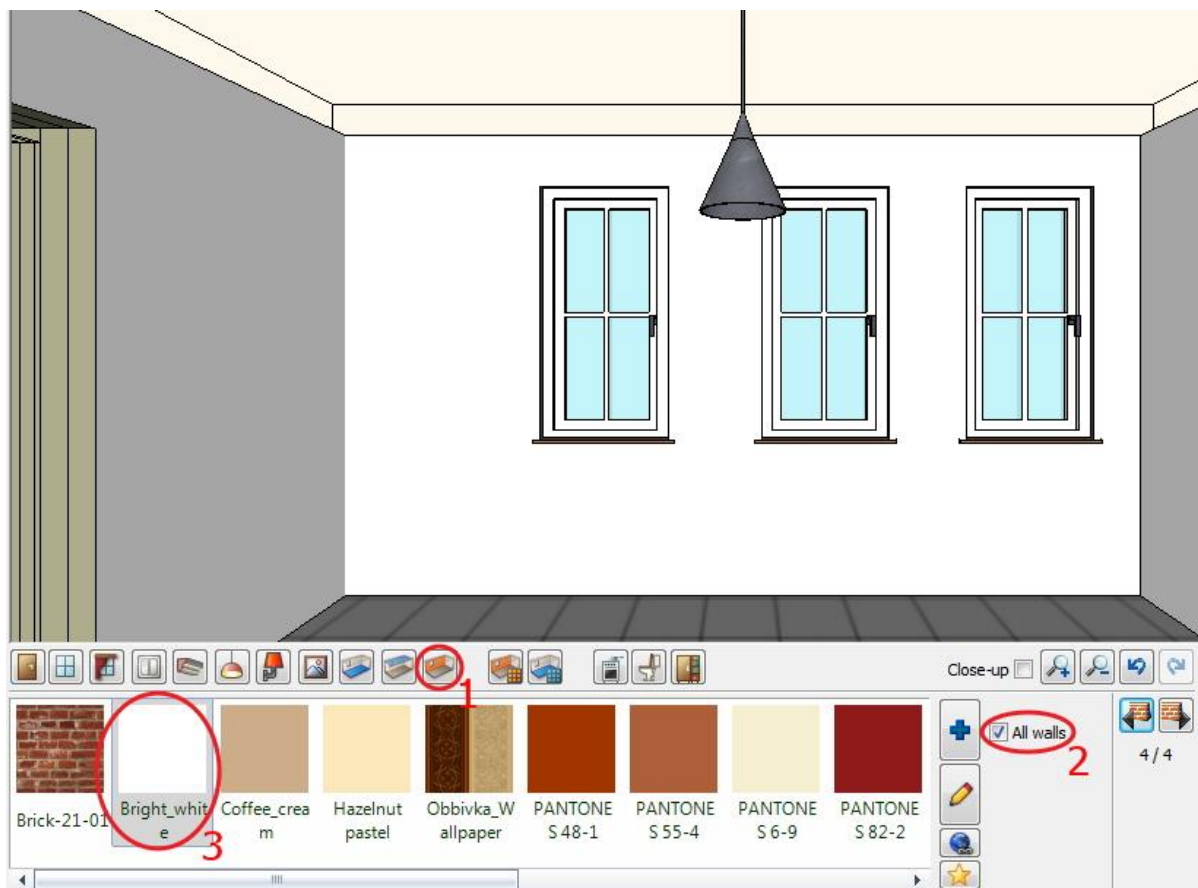 Close-up
1
All walls
2
4 / 4
Brick-21-01
Bright_whit
e
3
Coffee_crea
m
Hazelnut
pastel
Obbivka_W
allpaper
PANTONE
S 48-1
PANTONE
S 55-4
PANTONE
S 6-9
PANTONE
S 82-2